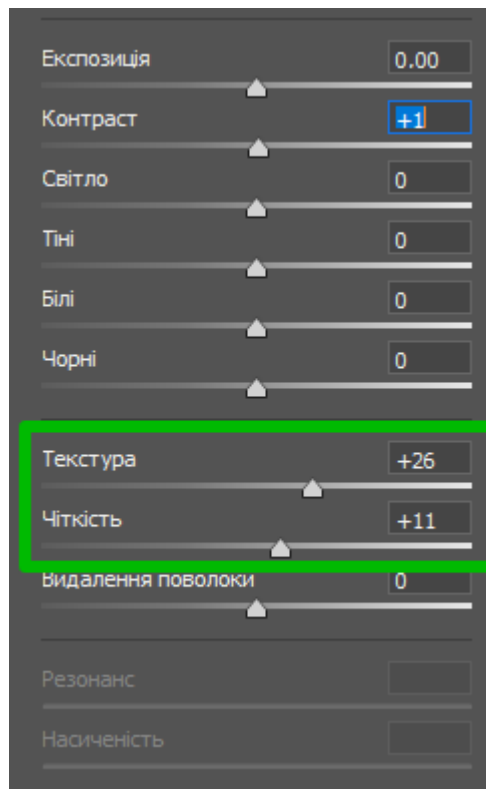 Експозиція 0.00
Контраст +1
Світло 0
Тіні 0
Білі 0
Чорні 0
Текстура +26
Чіткість +11
Видалення поволоки 0
Резонанс
Насиченість